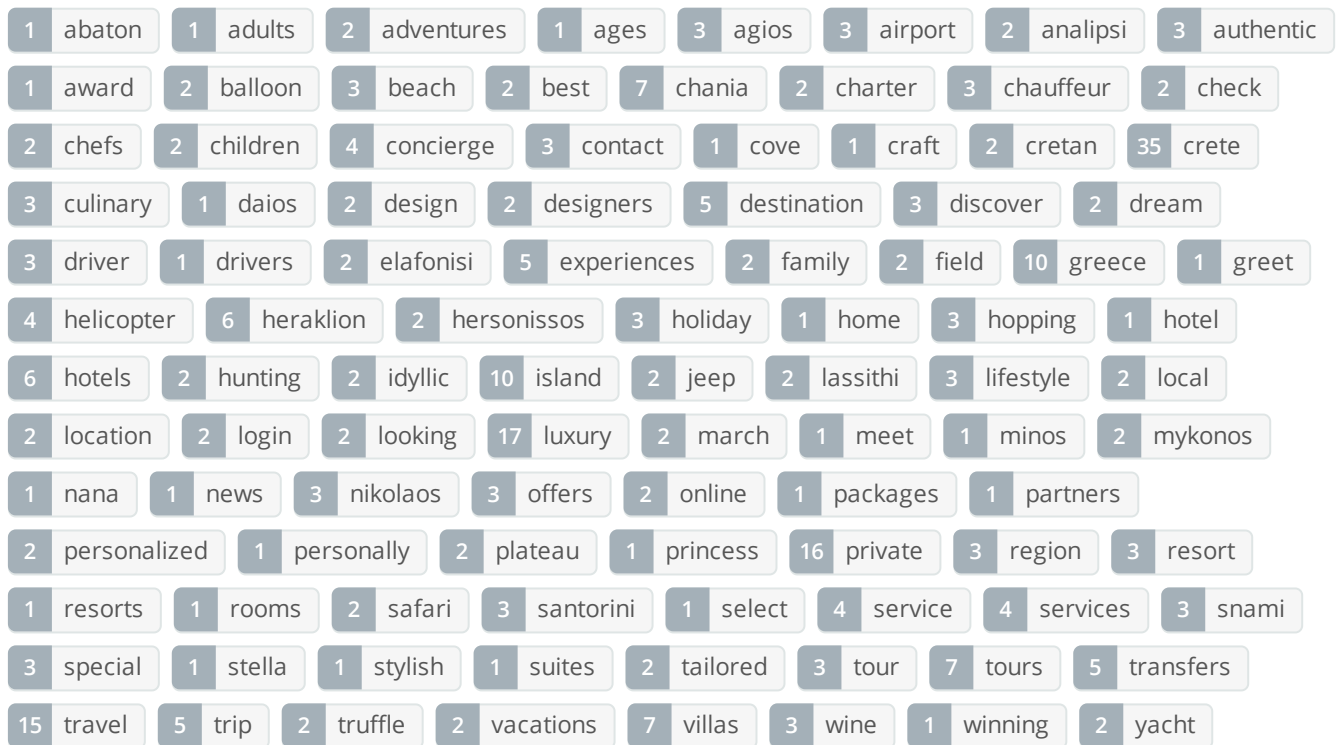 1 abaton 1 adults 2 adventures 1 ages 3 agios 3 airport 2 analipsi 3 authentic
1 award 2 balloon 3 beach 2 best 7 chania 2 charter 3 chauffeur 2 check
2 chefs 2 children 4 concierge 3 contact 1 cove 1 craft 2 cretan 35 crete
3 culinary 1 daios 2 design 2 designers 5 destination 3 discover 2 dream
3 driver 1 drivers 2 elafonisi 5 experiences 2 family 2 field 10 greece 1 greet
4 helicopter 6 heraklion 2 hersonissos 3 holiday 1 home 3 hopping 1 hotel
6 hotels 2 hunting 2 idyllic 10 island 2 jeep 2 lassithi 3 lifestyle 2 local
2 location 2 login 2 looking 17 luxury 2 march 1 meet 1 minos 2 mykonos
1 nana 1 news 3 nikolaos 3 offers 2 online 1 packages 1 partners
2 personalized 1 personally 2 plateau 1 princess 16 private 3 region 3 resort
1 resorts 1 rooms 2 safari 3 santorini 1 select 4 service 4 services 3 snami
3 special 1 stella 1 stylish 1 suites 2 tailored 3 tour 7 tours 5 transfers
15 travel 5 trip 2 truffle 2 vacations 7 villas 3 wine 1 winning 2 yacht